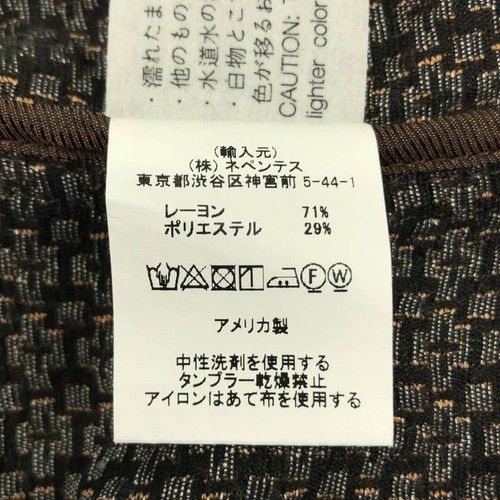 ・濡れたま
・他のもの
・水道水の
・白物とこ
色が移るお
CAUTION:
lighter color
(輸入元)
(株) ネペンテス
東京都渋谷区神宮前 5-44-1
レーヨン 71%
ポリエステル 29%
F W
アメリカ製
中性洗剤を使用する
タンブラー乾燥禁止
アイロンはあて布を使用する